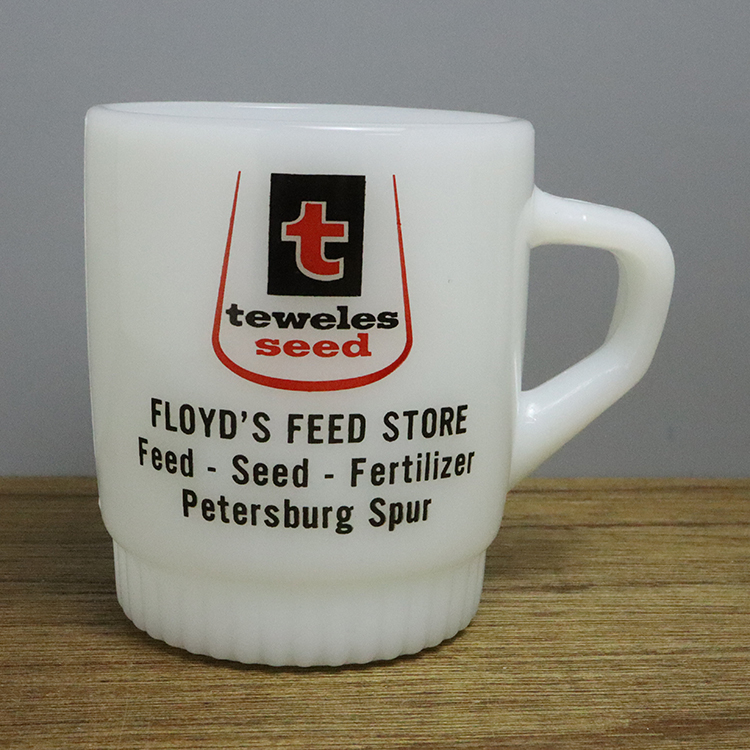 t
teweles
seed
FLOYD'S FEED STORE
Feed - Seed - Fertilizer
Petersburg Spur